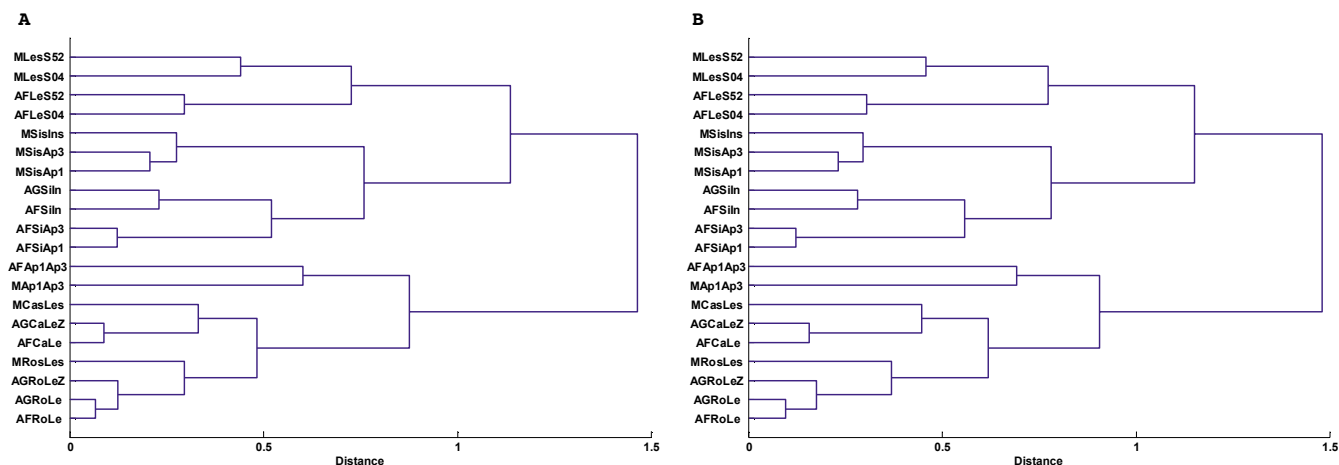 A
MLesS52
MLesS04
AFLeS52
AFLeS04
MSisIns
MSisAp3
MSisAp1
AGSiIn
AFSiIn
AFSiAp3
AFSiAp1
AFAp1Ap3
MAp1Ap3
MCasLes
AGCaLeZ
AFCaLe
MRosLes
AGRoLeZ
AGRoLe
AFRoLe
0 0.5 1 1.5
Distance
B
MLesS52
MLesS04
AFLeS52
AFLeS04
MSisIns
MSisAp3
MSisAp1
AGSiIn
AFSiIn
AFSiAp3
AFSiAp1
AFAp1Ap3
MAp1Ap3
MCasLes
AGCaLeZ
AFCaLe
MRosLes
AGRoLeZ
AGRoLe
AFRoLe
0 0.5 1 1.5
Distance